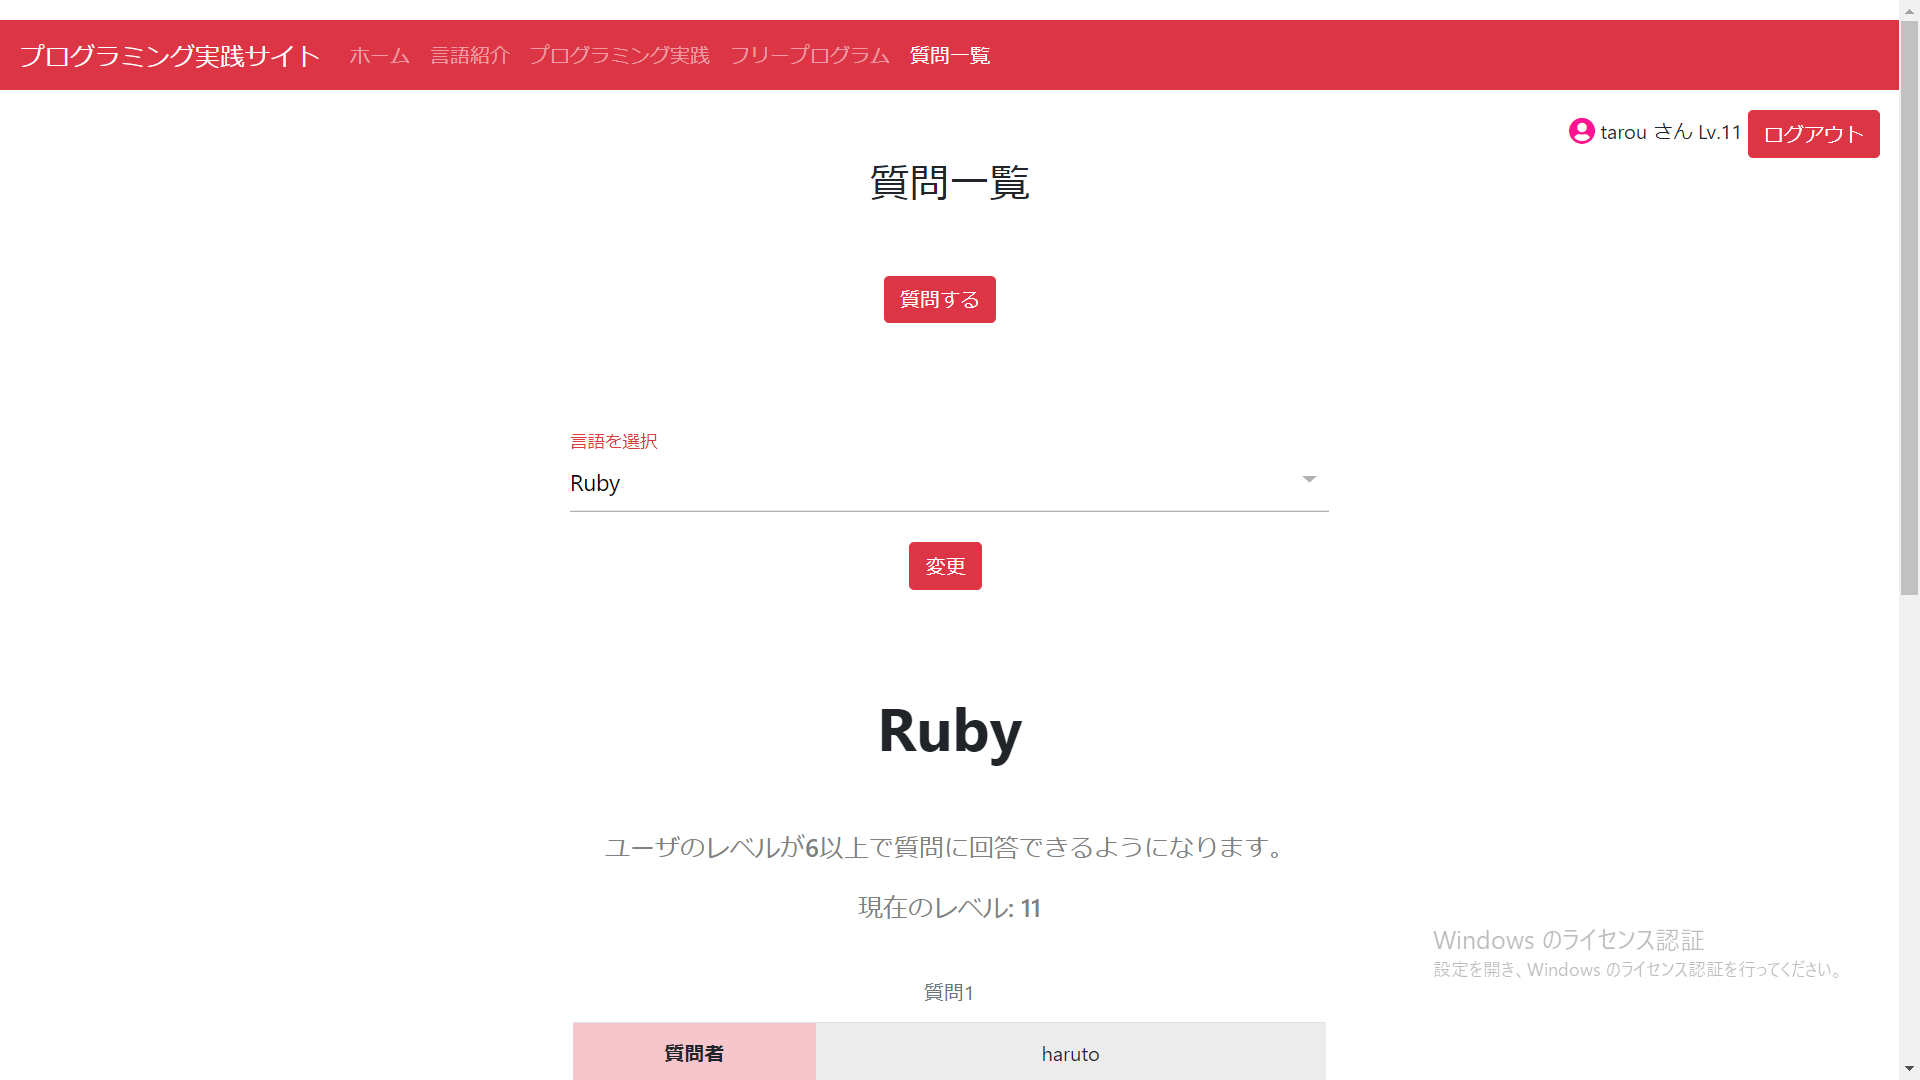 プログラミング実践サイト ホーム 言語紹介 プログラミング実践 フリープログラム 質問一覧
tarou さん Lv.11 ログアウト
質問一覧
質問する
言語を選択
Ruby
変更
Ruby
ユーザのレベルが6以上で質問に回答できるようになります。
現在のレベル: 11
Windows のライセンス認証
設定を開き、Windows のライセンス認証を行ってください。
質問1
質問者 haruto